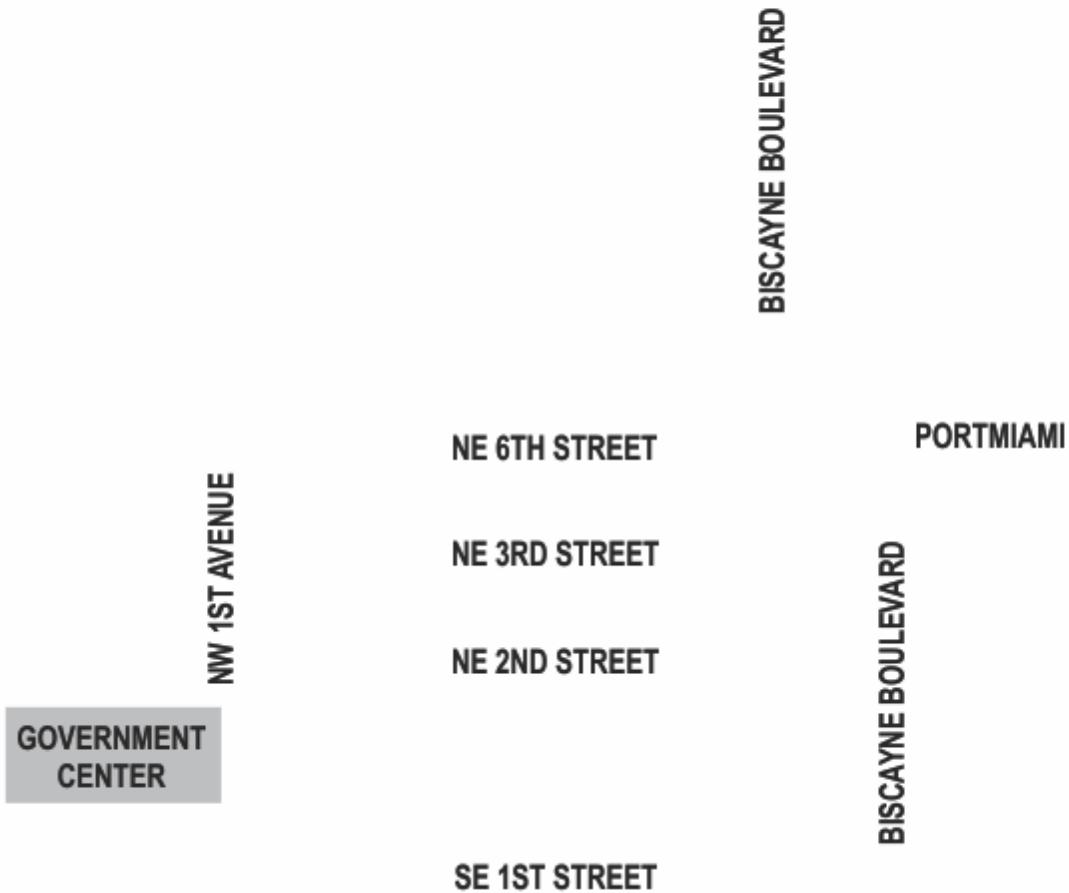 BISCAYNE BOULEVARD
PORTMIAMI
NE 6TH STREET
NW 1ST AVENUE
NE 3RD STREET
BISCAYNE BOULEVARD
NE 2ND STREET
GOVERNMENT
CENTER
SE 1ST STREET